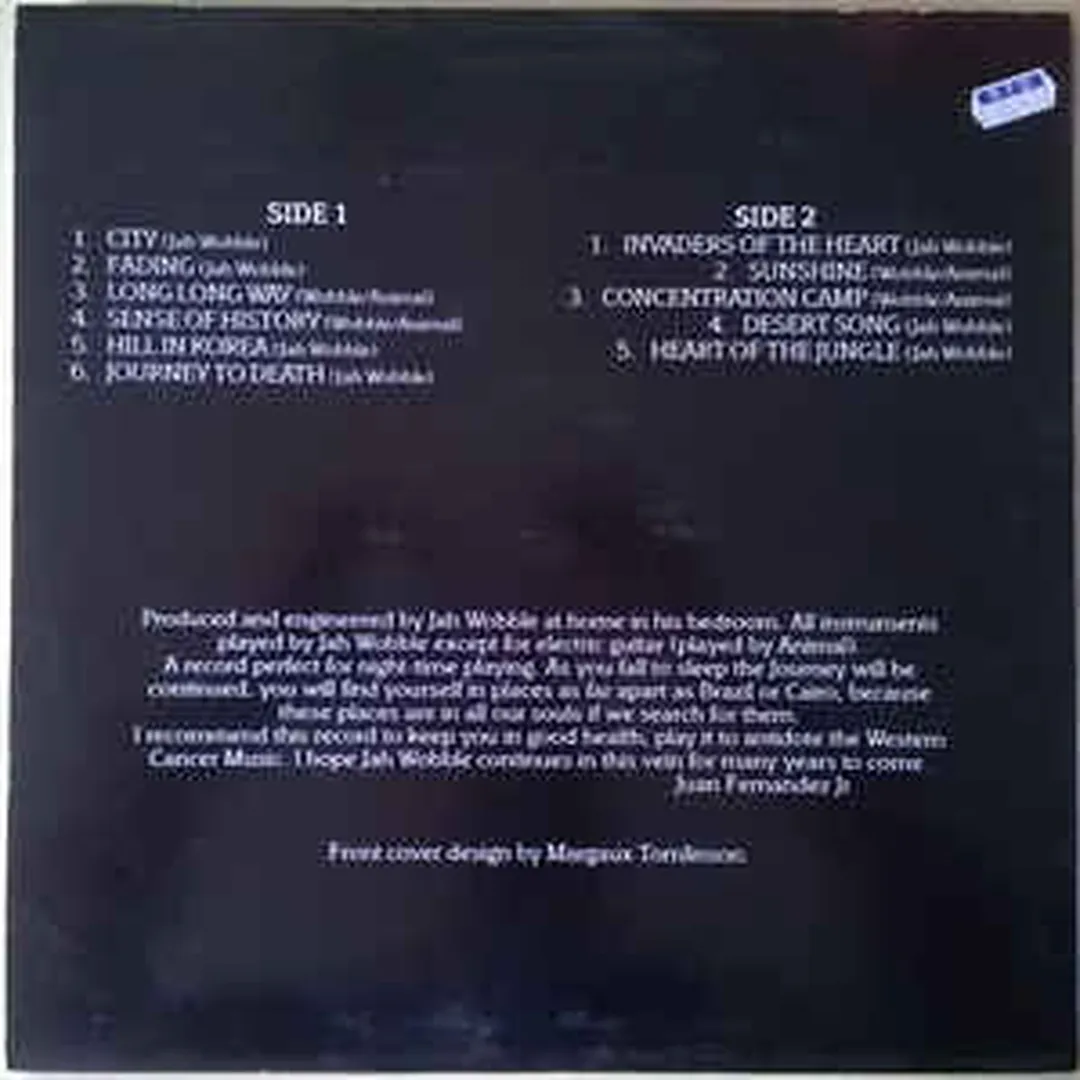 SIDE 1
1. CITY (Jah Wobble)
2. FADING (Jah Wobble)
3. LONG LONG WAY (Wobble/Animal)
4. SENSE OF HISTORY (Wobble/Animal)
5. HILL IN KOREA (Jah Wobble)
6. JOURNEY TO DEATH (Jah Wobble)
SIDE 2
1. INVADERS OF THE HEART (Jah Wobble)
2. SUNSHINE (Wobble/Animal)
3. CONCENTRATION CAMP (Wobble/Animal)
4. DESERT SONG (Jah Wobble)
5. HEART OF THE JUNGLE (Jah Wobble)
Produced and engineered by Jah Wobble at home in his bedroom. All instruments
played by Jah Wobble except for electric guitar (played by Animal).
A record perfect for night time playing. As you fall to sleep the Journey will be
continued, you will find yourself in places as far apart as Brazil or Cairo, because
these places are in all our souls if we search for them.
I recommend this record to keep you in good health, play it to antidote the Western
Cancer Music. I hope Jah Wobble continues in this vein for many years to come
Juan Fernandez Jr
Front cover design by Margaux Tomlinson.